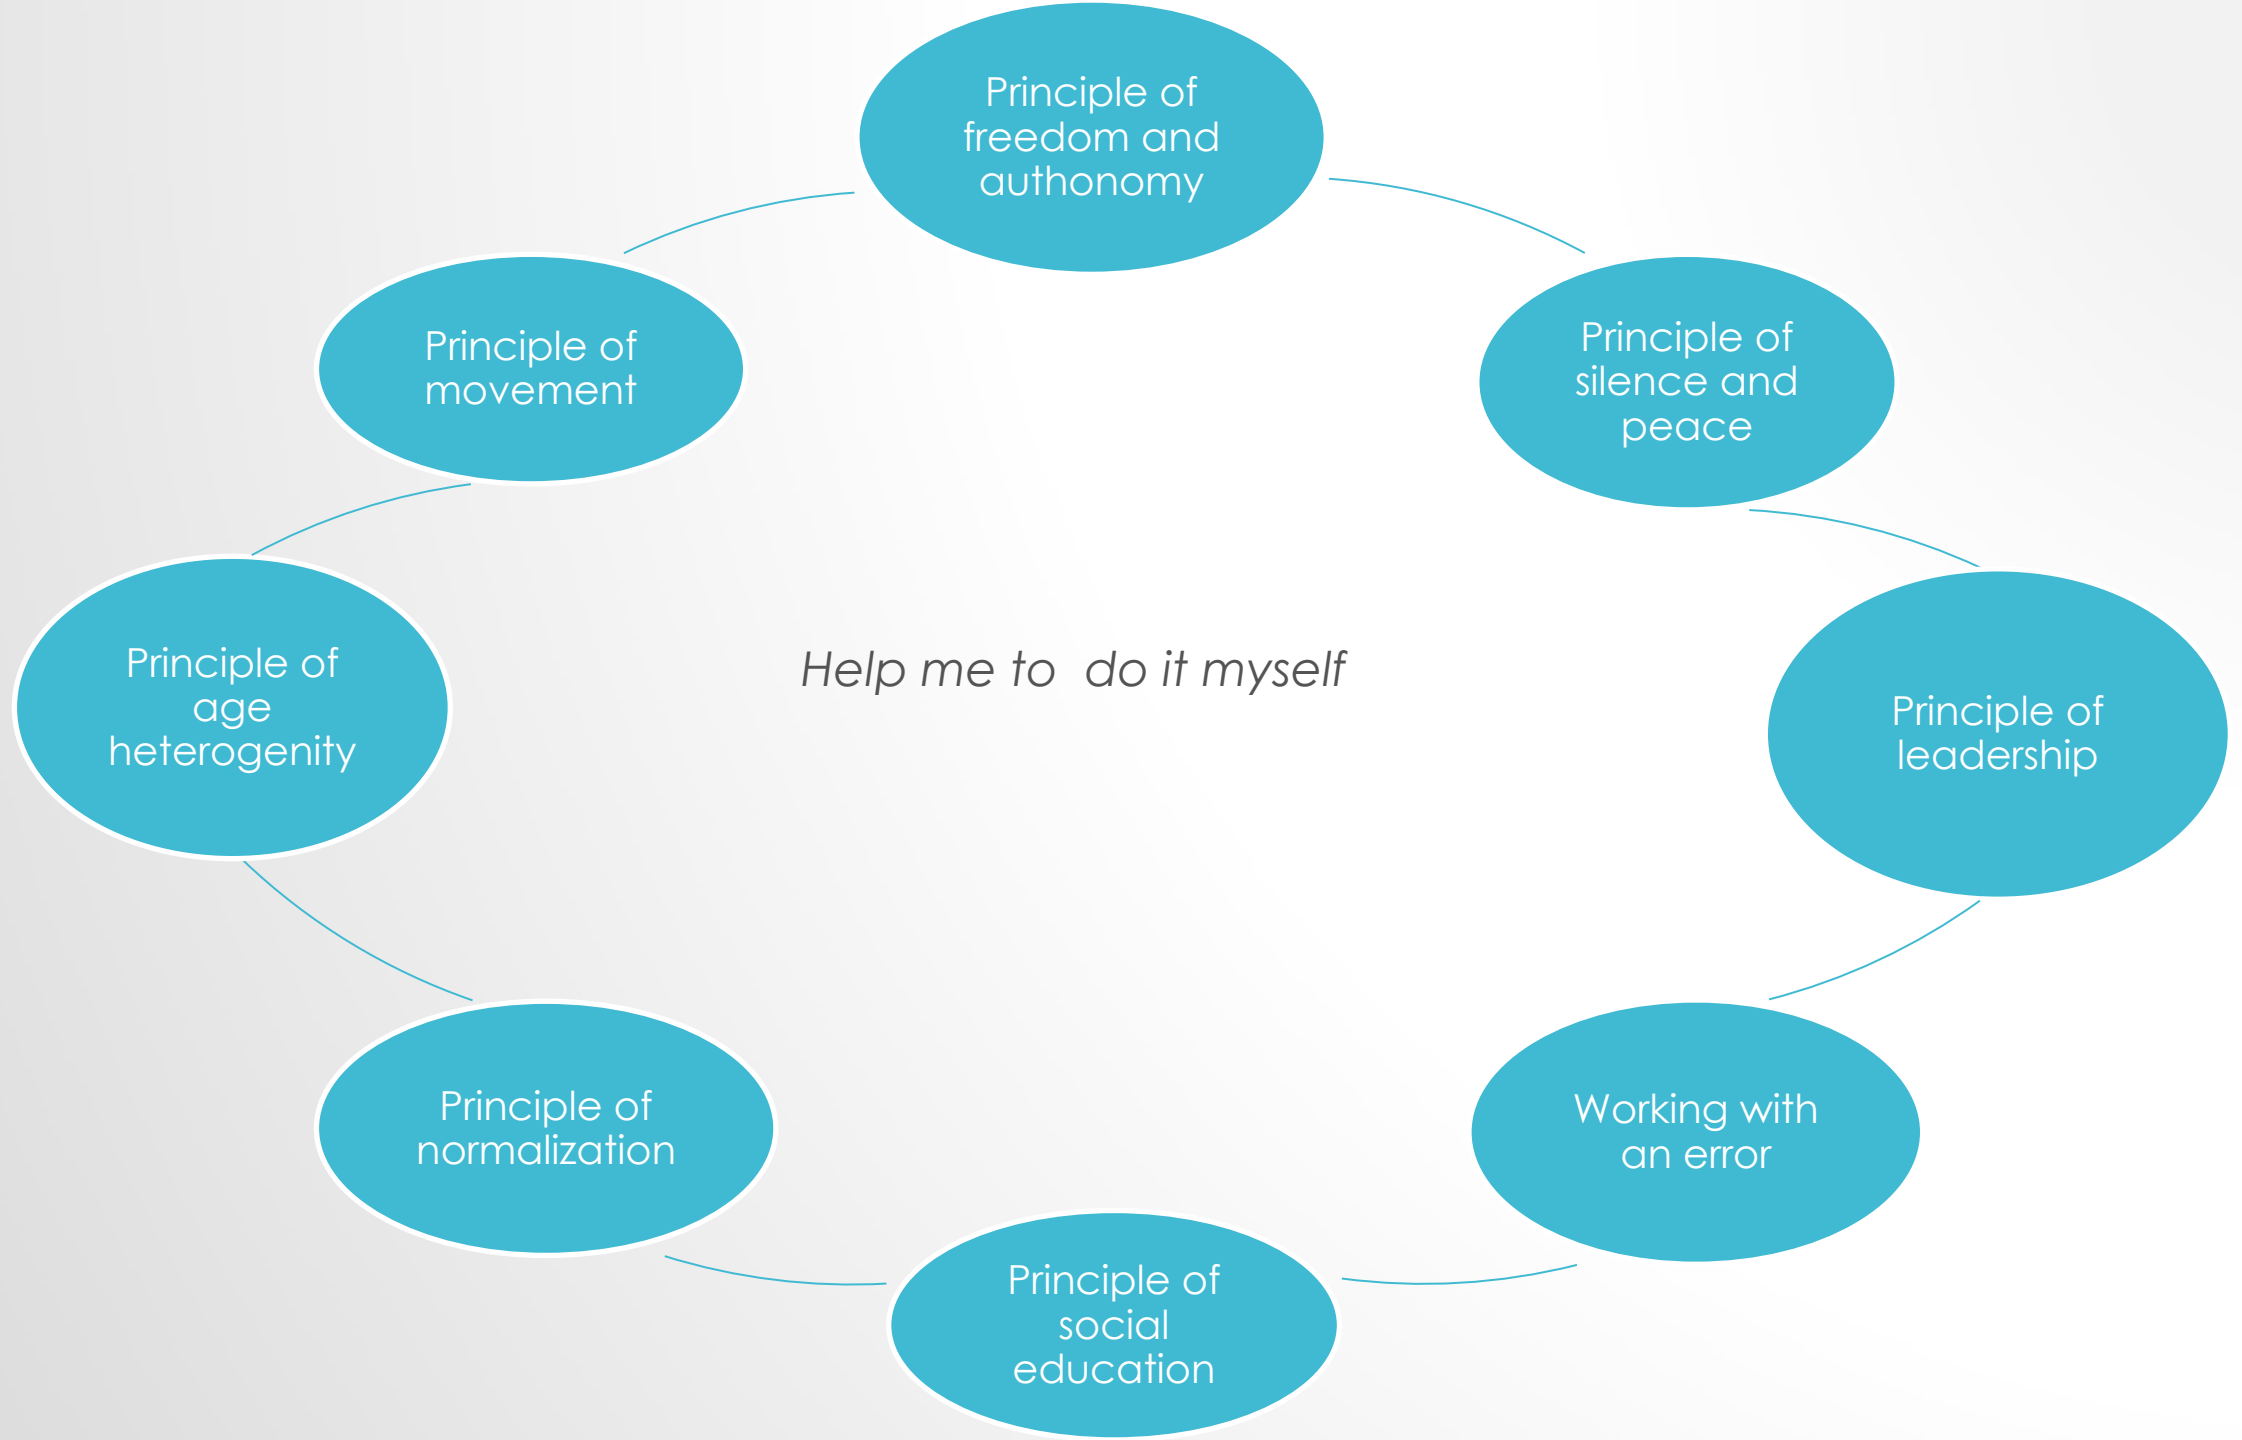 Principle of
freedom and
authonomy
Principle of
silence and
peace
Principle of
leadership
Working with
an error
Principle of
social
education
Principle of
normalization
Principle of
age
heterogenity
Principle of
movement
Help me to  do it myself